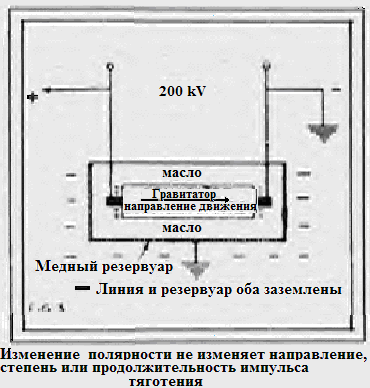 200 kV
+
-
масло
Гравитатор
направление движения
масло
Медный резервуар
Линия и резервуар оба заземлены
Изменение полярности не изменяет направление,
степень или продолжительность импульса
тяготения